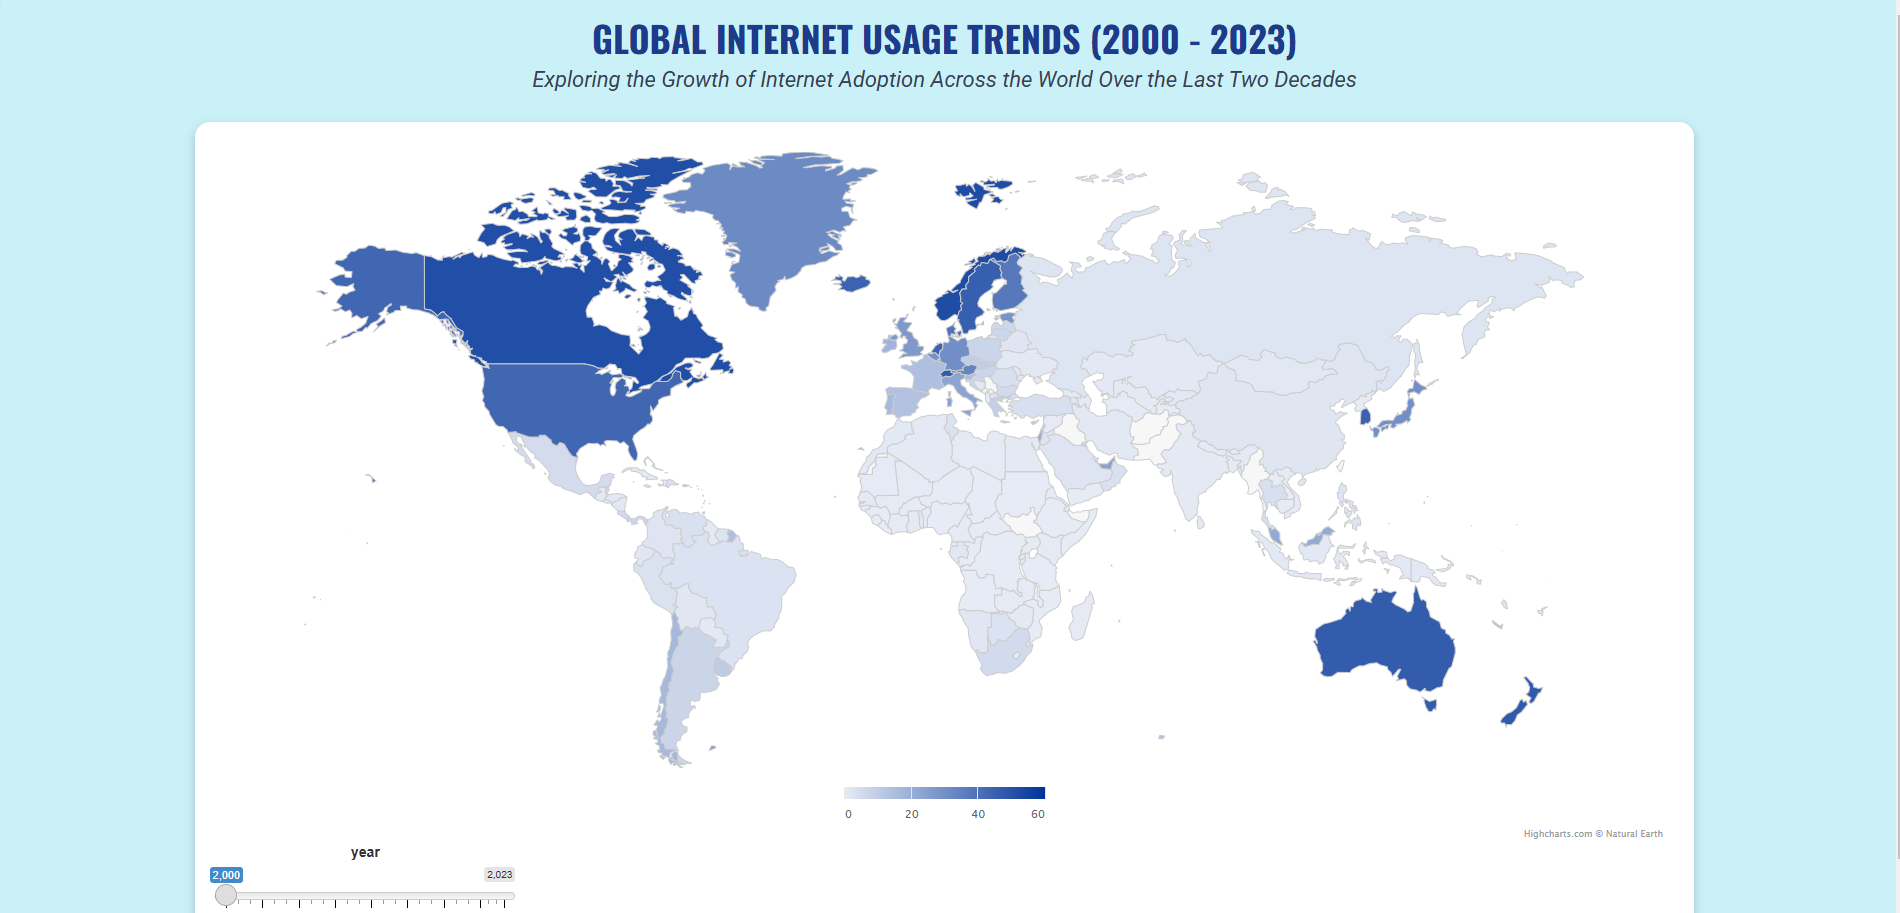 GLOBAL INTERNET USAGE TRENDS (2000 - 2023)
Exploring the Growth of Internet Adoption Across the World Over the Last Two Decades
0 20 40 60
Highcharts.com © Natural Earth
year
2,000 2,023